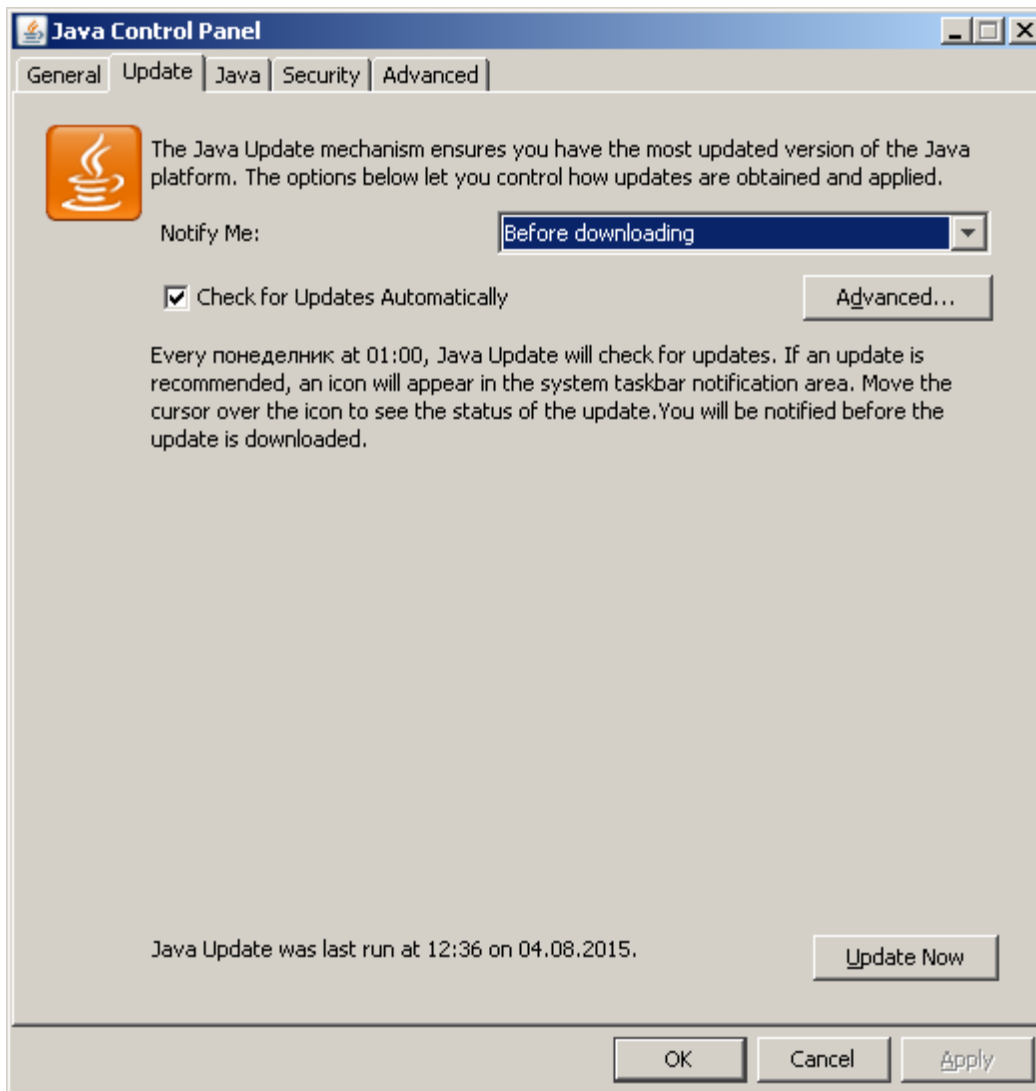 Java Control Panel
General Update Java Security Advanced
The Java Update mechanism ensures you have the most updated version of the Java
platform. The options below let you control how updates are obtained and applied.
Notify Me: Before downloading
Check for Updates Automatically Advanced...
Every понеделник at 01:00, Java Update will check for updates. If an update is
recommended, an icon will appear in the system taskbar notification area. Move the
cursor over the icon to see the status of the update.You will be notified before the
update is downloaded.
Java Update was last run at 12:36 on 04.08.2015.
Update Now
OK Cancel Apply